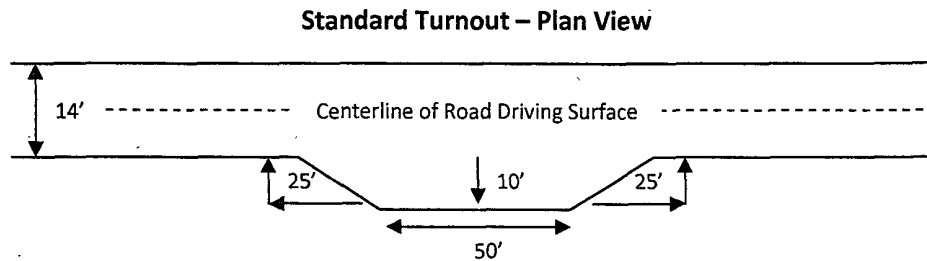 Standard Turnout – Plan View
14′
Centerline of Road Driving Surface
25′
10′
25′
50′